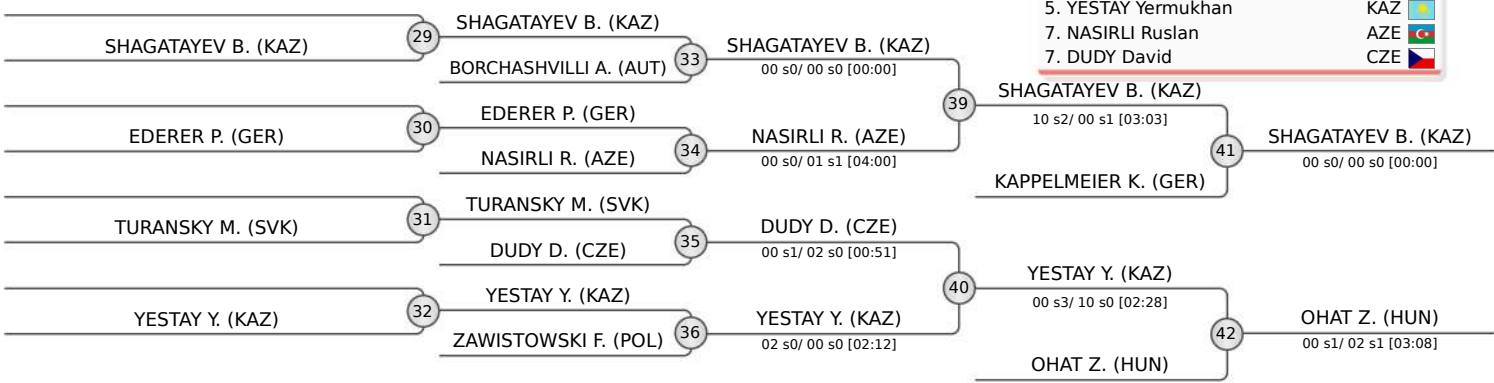 5. YESTAY Yermukhan KAZ
7. NASIRLI Ruslan AZE
7. DUDY David CZE
SHAGATAYEV B. (KAZ)
29
SHAGATAYEV B. (KAZ)
BORCHASHVILLI A. (AUT)
33
SHAGATAYEV B. (KAZ)
00 s0/ 00 s0 [00:00]
EDERER P. (GER)
30
EDERER P. (GER)
NASIRLI R. (AZE)
34
NASIRLI R. (AZE)
00 s0/ 01 s1 [04:00]
39
SHAGATAYEV B. (KAZ)
10 s2/ 00 s1 [03:03]
KAPPELMEIER K. (GER)
41
SHAGATAYEV B. (KAZ)
00 s0/ 00 s0 [00:00]
TURANSKY M. (SVK)
31
TURANSKY M. (SVK)
DUDY D. (CZE)
35
DUDY D. (CZE)
00 s1/ 02 s0 [00:51]
YESTAY Y. (KAZ)
32
YESTAY Y. (KAZ)
ZAWISTOWSKI F. (POL)
36
YESTAY Y. (KAZ)
02 s0/ 00 s0 [02:12]
40
YESTAY Y. (KAZ)
00 s3/ 10 s0 [02:28]
OHAT Z. (HUN)
42
OHAT Z. (HUN)
00 s1/ 02 s1 [03:08]